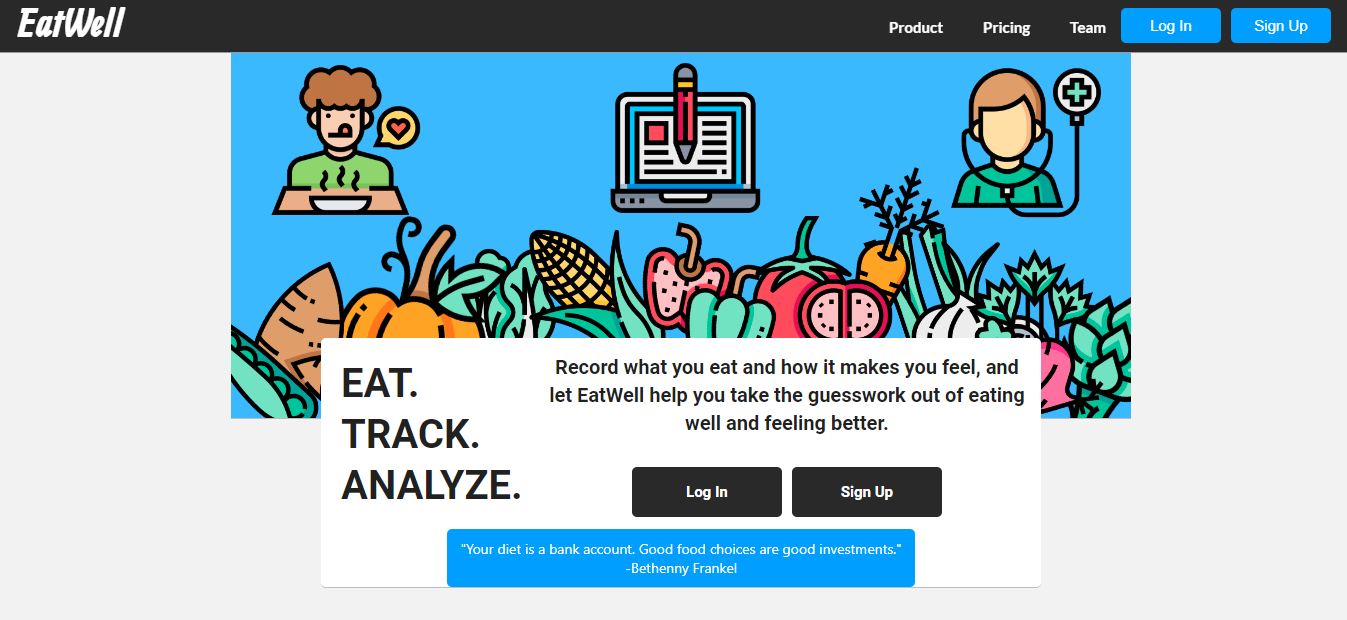 EatWell
Product Pricing Team Log In Sign Up
EAT.
TRACK.
ANALYZE.
Record what you eat and how it makes you feel, and
let EatWell help you take the guesswork out of eating
well and feeling better.
Log In Sign Up
"Your diet is a bank account. Good food choices are good investments."
-Bethenny Frankel